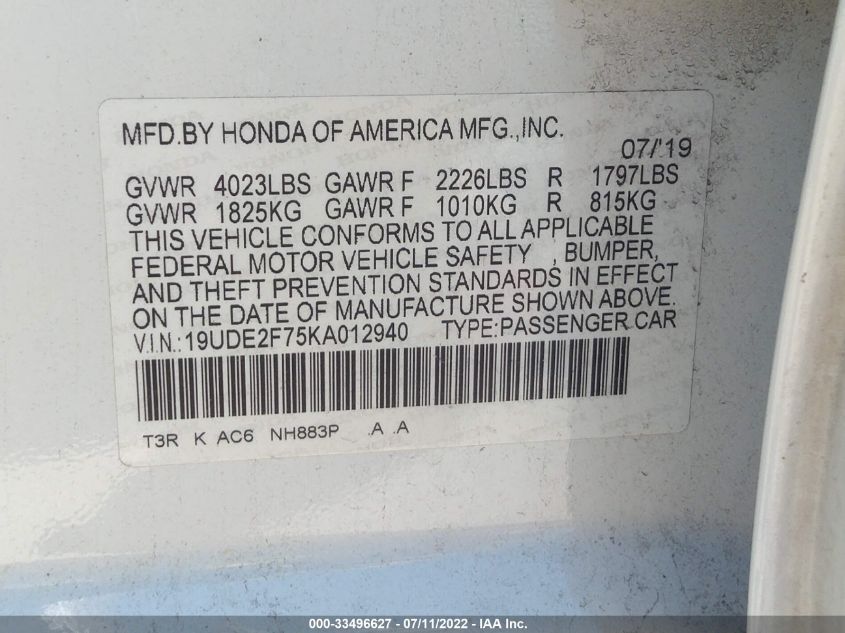 MFD.BY HONDA OF AMERICA MFG.,INC.
07/'19
GVWR 4023LBS GAWR F 2226LBS R 1797LBS
GVWR 1825KG GAWR F 1010KG R 815KG
THIS VEHICLE CONFORMS TO ALL APPLICABLE
FEDERAL MOTOR VEHICLE SAFETY , BUMPER,
AND THEFT PREVENTION STANDARDS IN EFFECT
ON THE DATE OF MANUFACTURE SHOWN ABOVE.
V.I.N.:19UDE2F75KA012940 TYPE:PASSENGER CAR
T3R K AC6 NH883P .A .A
000-33496627 - 07/11/2022 - IAA Inc.